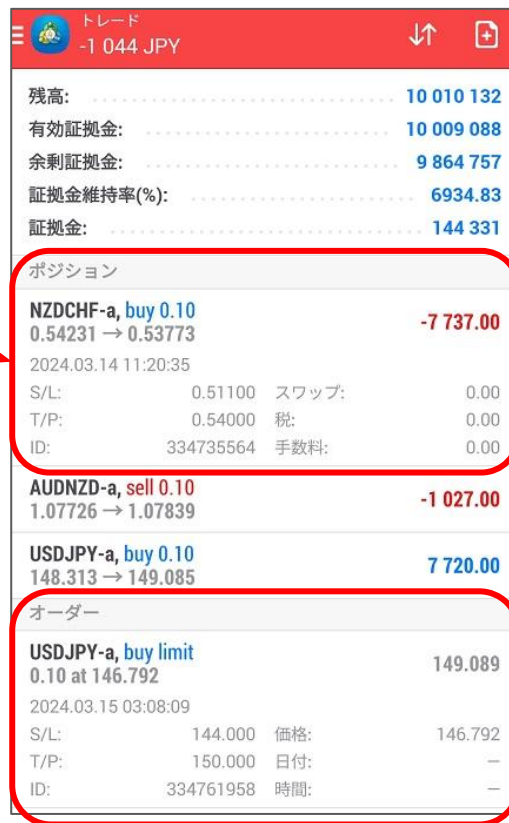 トレード
-1 044 JPY
残高: 10 010 132
有効証拠金: 10 009 088
余剰証拠金: 9 864 757
証拠金維持率(%): 6934.83
証拠金: 144 331
ポジション
NZDCHF-a, buy 0.10
-7 737.00
0.54231 → 0.53773
2024.03.14 11:20:35
S/L: 0.51100 スワップ: 0.00
T/P: 0.54000 税: 0.00
ID: 334735564 手数料: 0.00
AUDNZD-a, sell 0.10
-1 027.00
1.07726 → 1.07839
USDJPY-a, buy 0.10
7 720.00
148.313 → 149.085
オーダー
USDJPY-a, buy limit
149.089
0.10 at 146.792
2024.03.15 03:08:09
S/L: 144.000 価格: 146.792
T/P: 150.000 日付: –
ID: 334761958 時間: –